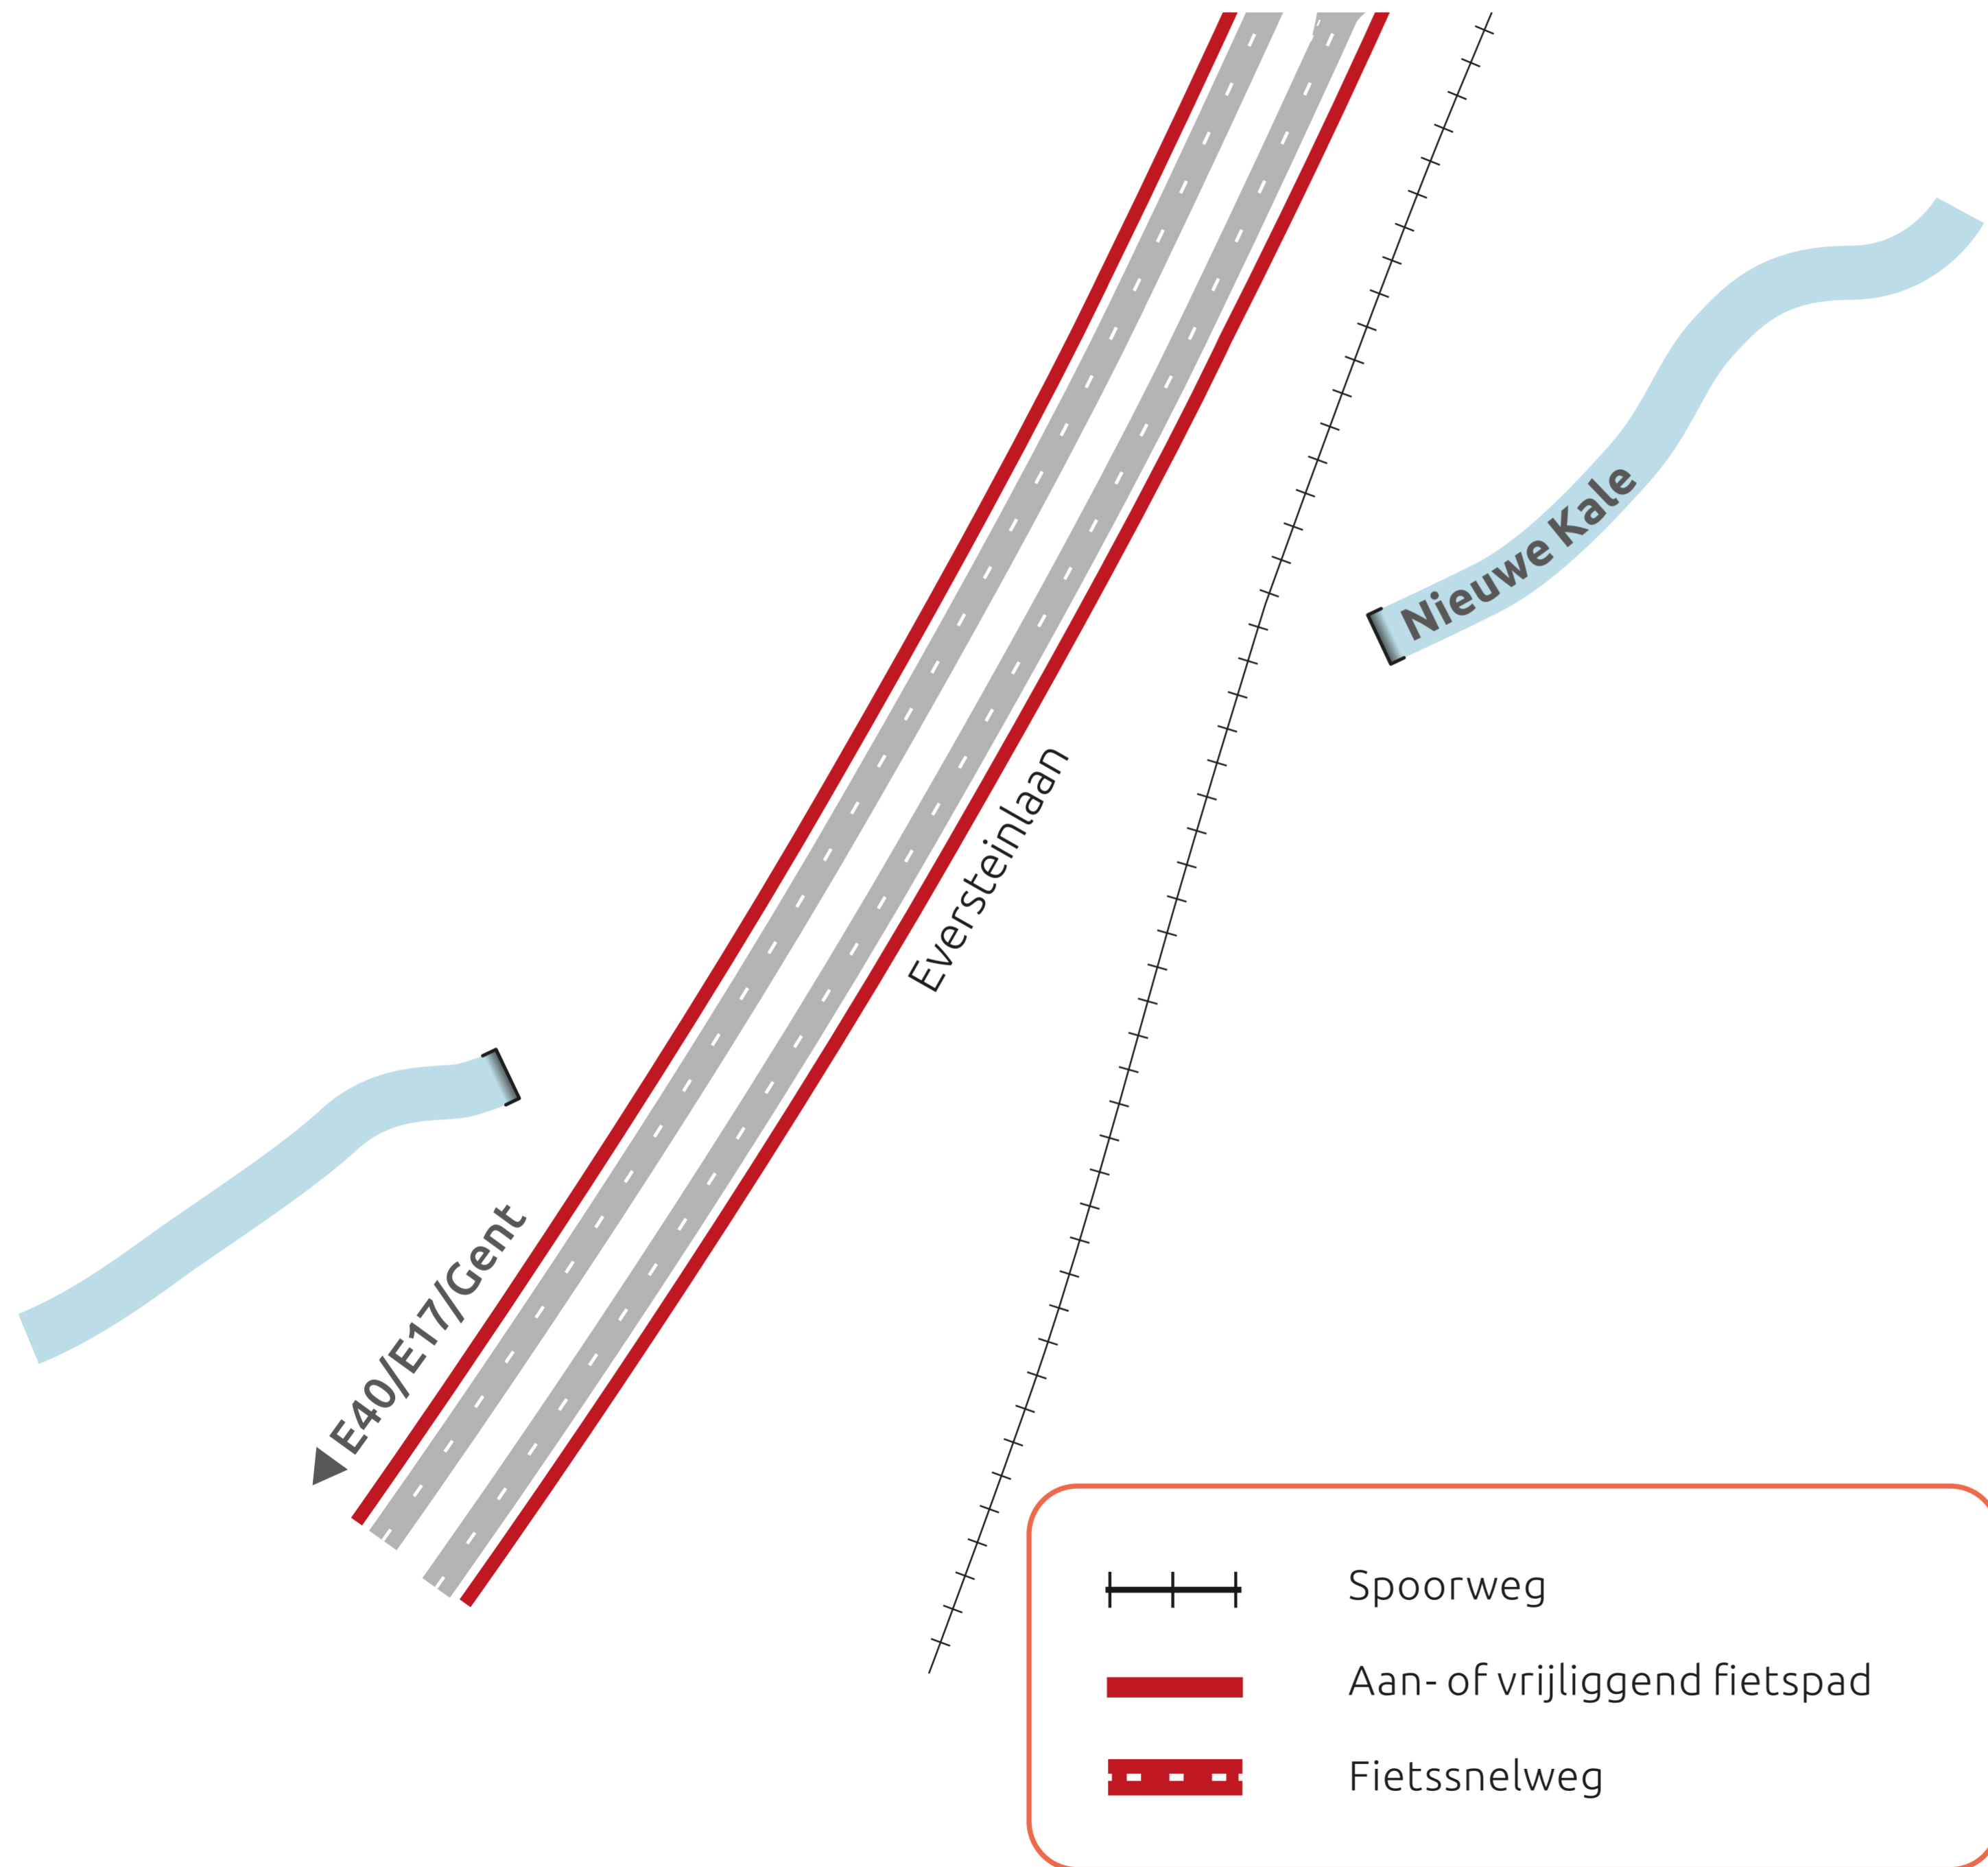 Nieuwe Kale
Eversteinlaan
E40/E17/Gent
Spoorweg
Aan- of vrijliggend fietspad
Fietssnelweg